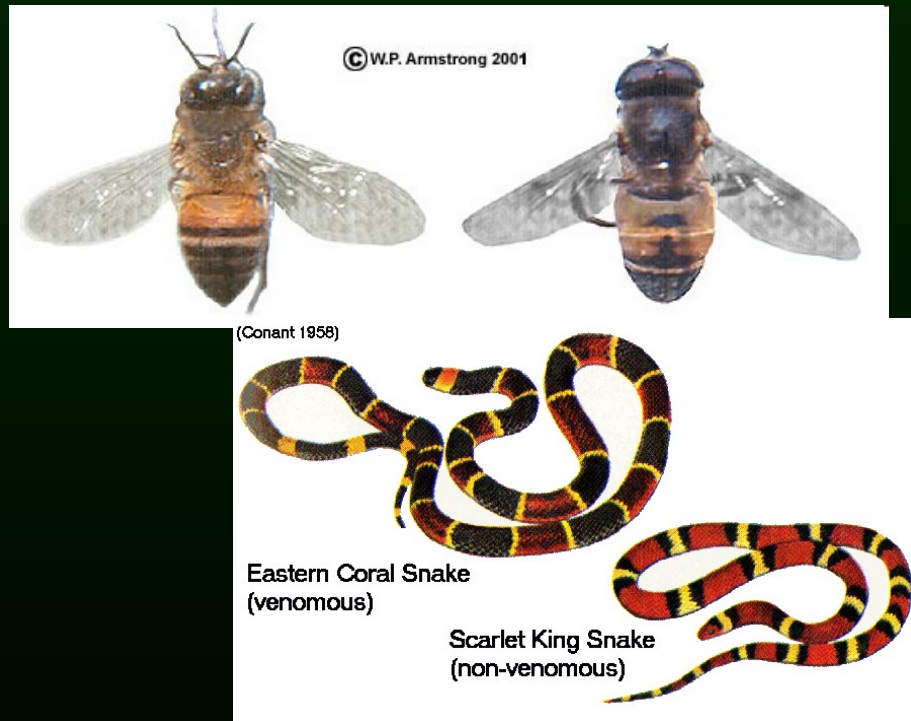 ©W.P. Armstrong 2001
(Conant 1958)
Eastern Coral Snake
(venomous)
Scarlet King Snake
(non-venomous)